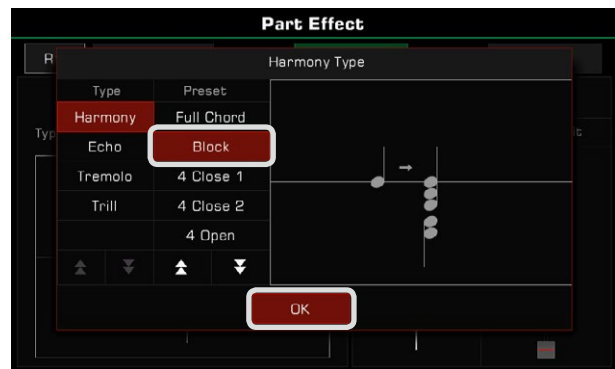 Part Effect
R
Harmony Type
Type Preset
Harmony Full Chord
Typ
Echo Block
Tremolo 4 Close 1
Trill 4 Close 2
4 Open
OK